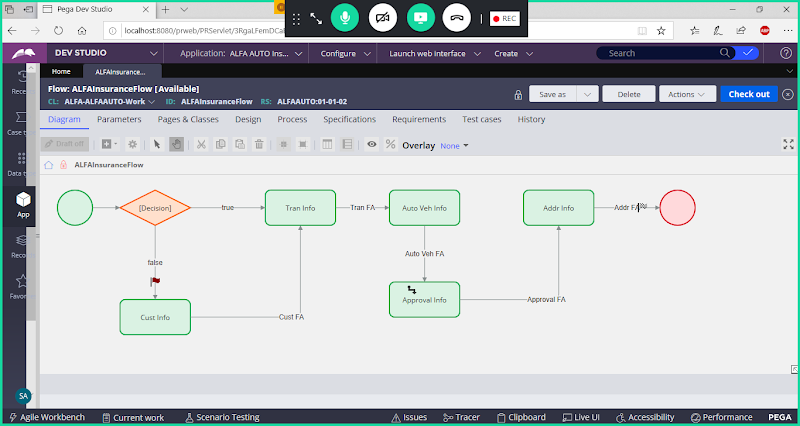 Pega Dev Studio
localhost:8080/prweb/PRServlet/3RgaLFemDCa
REC
DEV STUDIO
Application: ALFA AUTO Ins...
Configure
Launch web interface
Create
Search
Home
ALFAInsurance...
Flow: ALFAInsuranceFlow [Available]
CL: ALFA-ALFAAUTO-Work ID: ALFAInsuranceFlow RS: ALFAAUTO:01-01-02
Save as
Delete
Actions
Check out
Diagram Parameters Pages & Classes Design Process Specifications Requirements Test cases History
Draft off
Overlay None
ALFAInsuranceFlow
Case ty
Data ty
App
Reco
Favori
SA
[Decision]
true
Tran Info
Tran FA
Auto Veh Info
Addr Info
Addr FA
false
Auto Veh FA
Cust Info
Cust FA
Approval Info
Approval FA
Agile Workbench Current work Scenario Testing Issues Tracer Clipboard Live UI Accessibility Performance PEGA